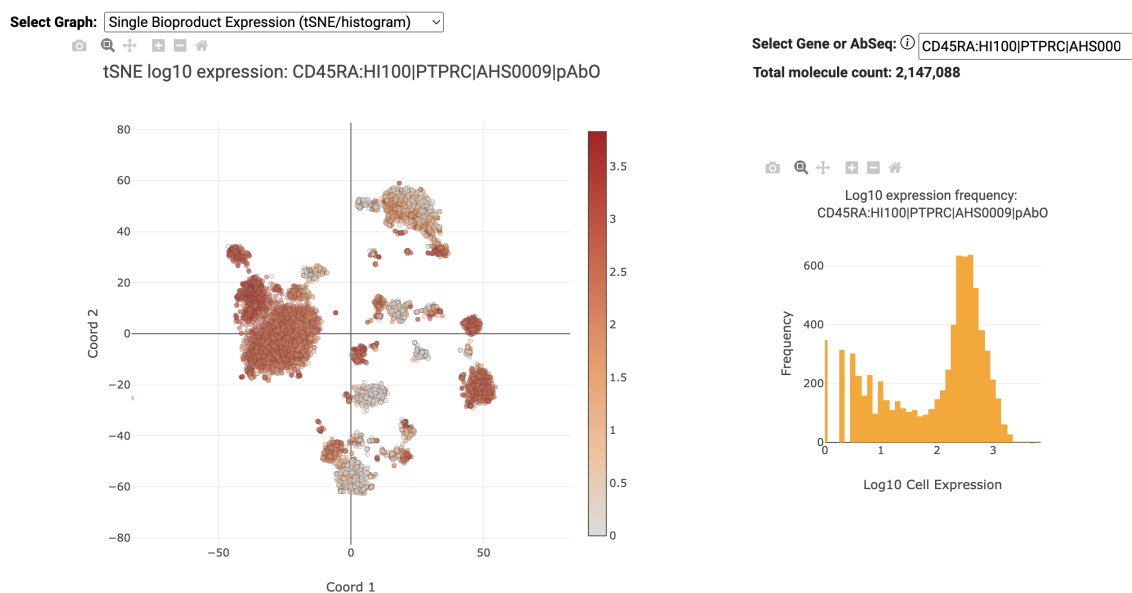 Select Graph: Single Bioproduct Expression (tSNE/histogram)
Select Gene or AbSeq: i CD45RA:HI100|PTPRC|AHS000
Total molecule count: 2,147,088
tSNE log10 expression: CD45RA:HI100|PTPRC|AHS0009|pAbO
80
60
40
20
0
−20
−40
−60
−80
Coord 2
−50
0
50
Coord 1
3.5
3
2.5
2
1.5
1
0.5
0
Log10 expression frequency:
CD45RA:HI100|PTPRC|AHS0009|pAbO
600
400
200
0
Frequency
0
1
2
3
Log10 Cell Expression